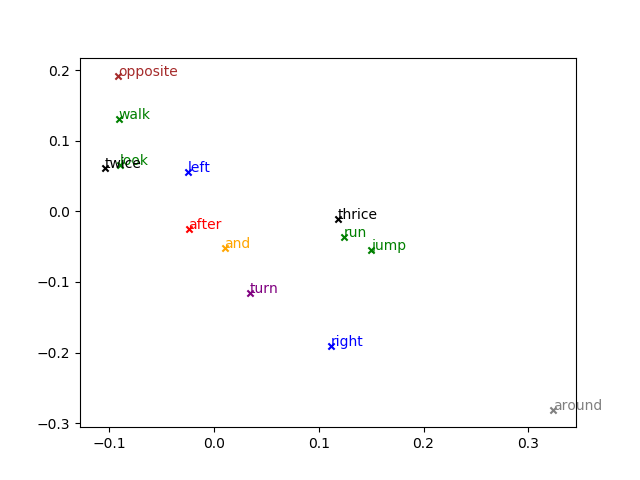 0.2
opposite
walk
0.1
twice
look
left
0.0
thrice
after
run
and
jump
−0.1
turn
−0.2
right
around
−0.3
−0.1 0.0 0.1 0.2 0.3